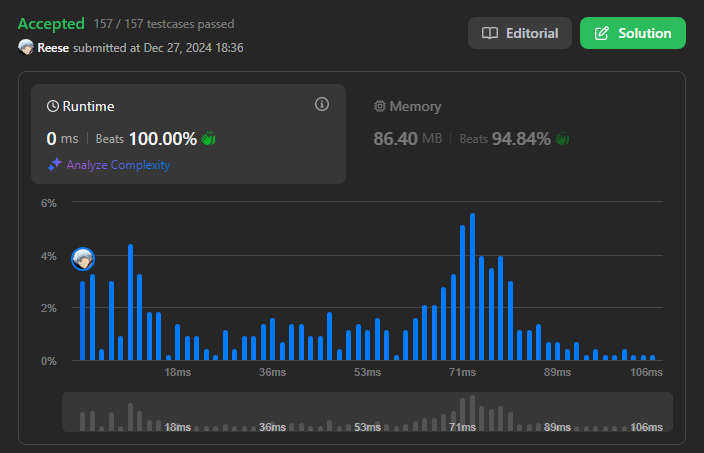 Accepted 157 / 157 testcases passed
Reese submitted at Dec 27, 2024 18:36
Editorial
Solution
Runtime
0 ms Beats 100.00%
Analyze Complexity
Memory
86.40 MB Beats 94.84%
6%
4%
2%
0%
18ms 36ms 53ms 71ms 89ms 106ms
18ms 36ms 53ms 71ms 89ms 106ms